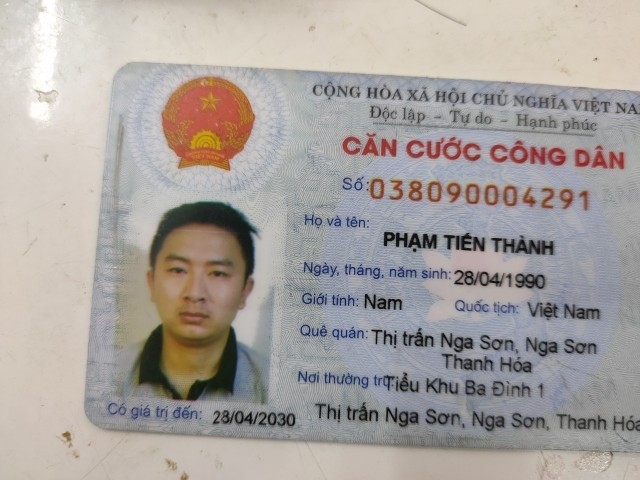 CỘNG HÒA XÃ HỘI CHỦ NGHĨA VIỆT NA
Độc lập – Tự do – Hạnh phúc
CĂN CƯỚC CÔNG DÂN
Số: 038090004291
Họ và tên:
PHẠM TIẾN THÀNH
Ngày, tháng, năm sinh: 28/04/1990
Giới tính: Nam Quốc tịch: Việt Nam
Quê quán: Thị trấn Nga Sơn, Nga Sơn
Thanh Hóa
Nơi thường trú: Tiểu Khu Ba Đình 1
Có giá trị đến: 28/04/2030 Thị trấn Nga Sơn, Nga Sơn, Thanh Hóa